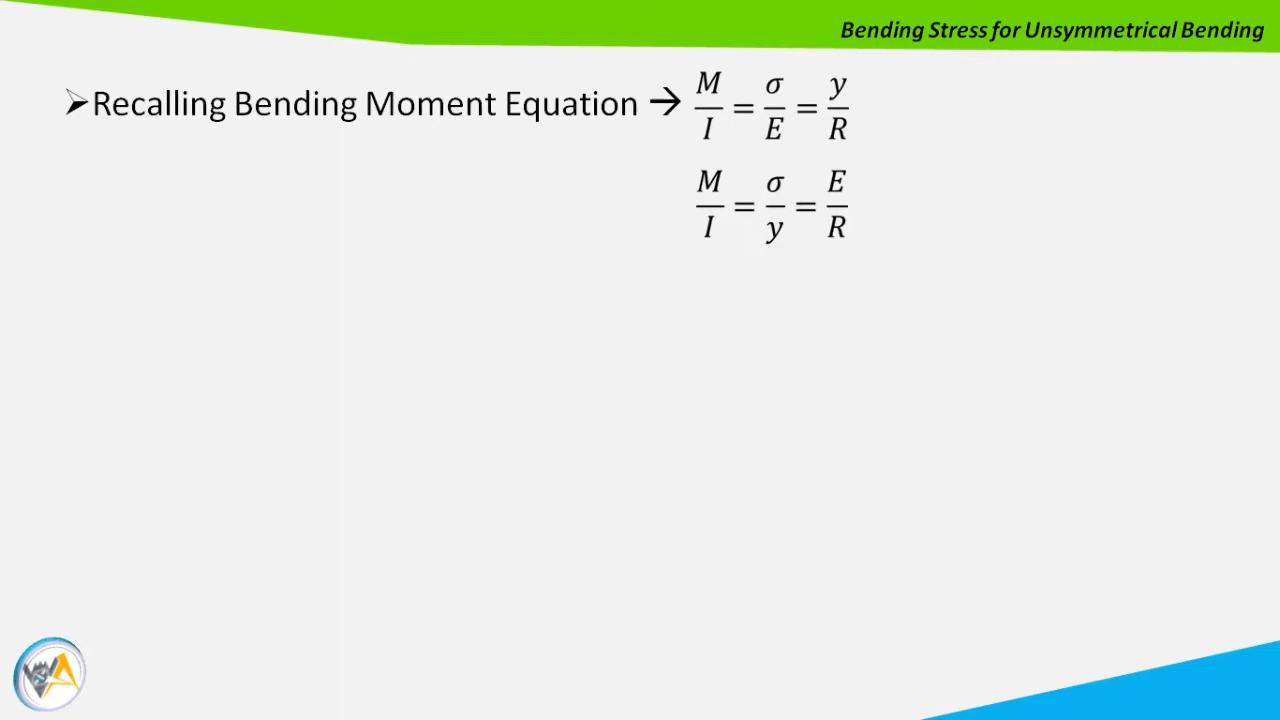 Bending Stress for Unsymmetrical Bending
➢Recalling Bending Moment Equation → M/I = σ/E = y/R
M/I = σ/y = E/R